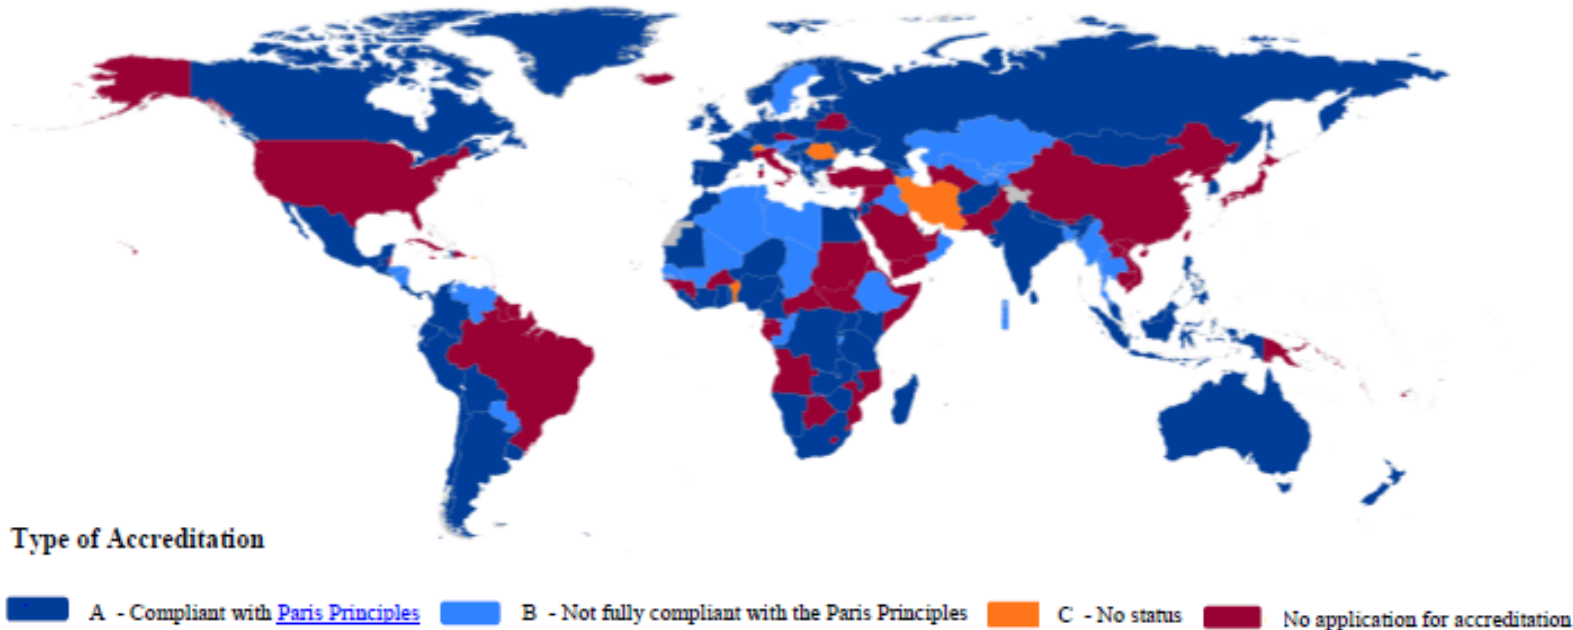 Type of Accreditation
A - Compliant with Paris Principles
B - Not fully compliant with the Paris Principles
C - No status
No application for accreditation